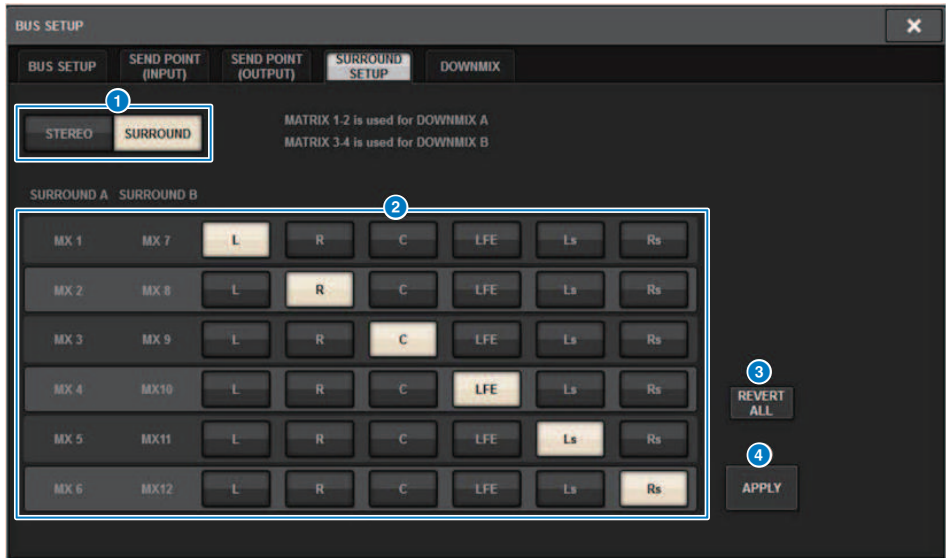 BUS SETUP ×
BUS SETUP SEND POINT (INPUT) SEND POINT (OUTPUT) SURROUND SETUP DOWNMIX
1
STEREO SURROUND
MATRIX 1-2 is used for DOWNMIX A
MATRIX 3-4 is used for DOWNMIX B
SURROUND A SURROUND B
2
MX 1 MX 7 L R C LFE Ls Rs
MX 2 MX 8 L R C LFE Ls Rs
MX 3 MX 9 L R C LFE Ls Rs
MX 4 MX10 L R C LFE Ls Rs
MX 5 MX11 L R C LFE Ls Rs
MX 6 MX12 L R C LFE Ls Rs
3
REVERT
ALL
4
APPLY